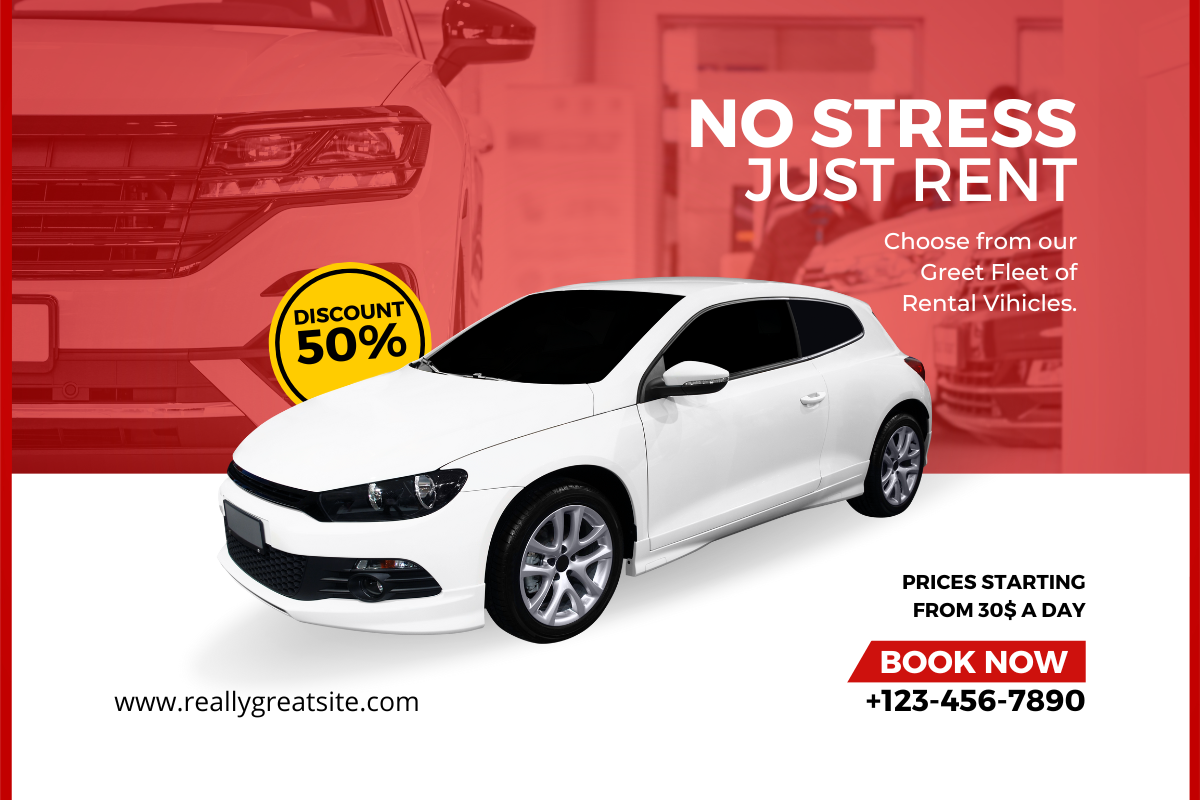 NO STRESS
JUST RENT
Choose from our
Greet Fleet of
Rental Vihicles.
DISCOUNT
50%
PRICES STARTING
FROM 30$ A DAY
BOOK NOW
+123-456-7890
www.reallygreatsite.com